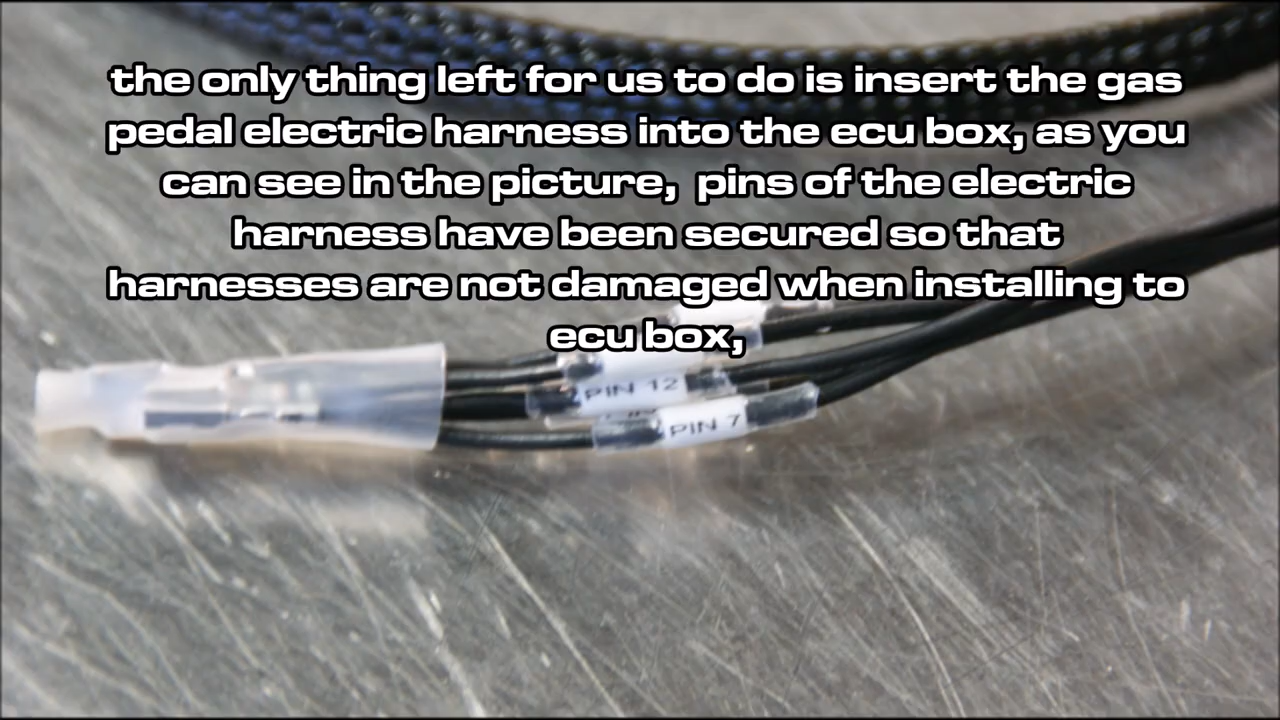 the only thing left for us to do is insert the gas
pedal electric harness into the ecu box, as you
can see in the picture,  pins of the electric
harness have been secured so that
harnesses are not damaged when installing to
ecu box,
PIN 12
PIN 7